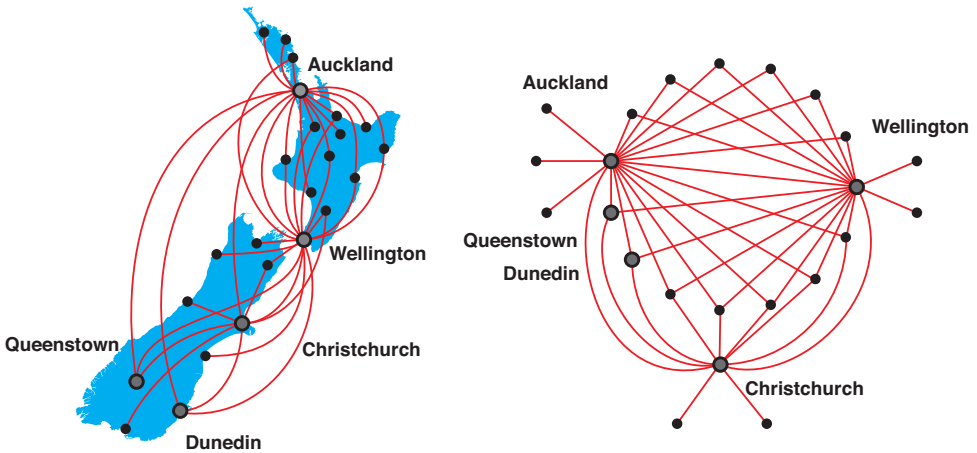 Auckland
Wellington
Queenstown
Christchurch
Dunedin
Auckland
Wellington
Queenstown
Dunedin
Christchurch